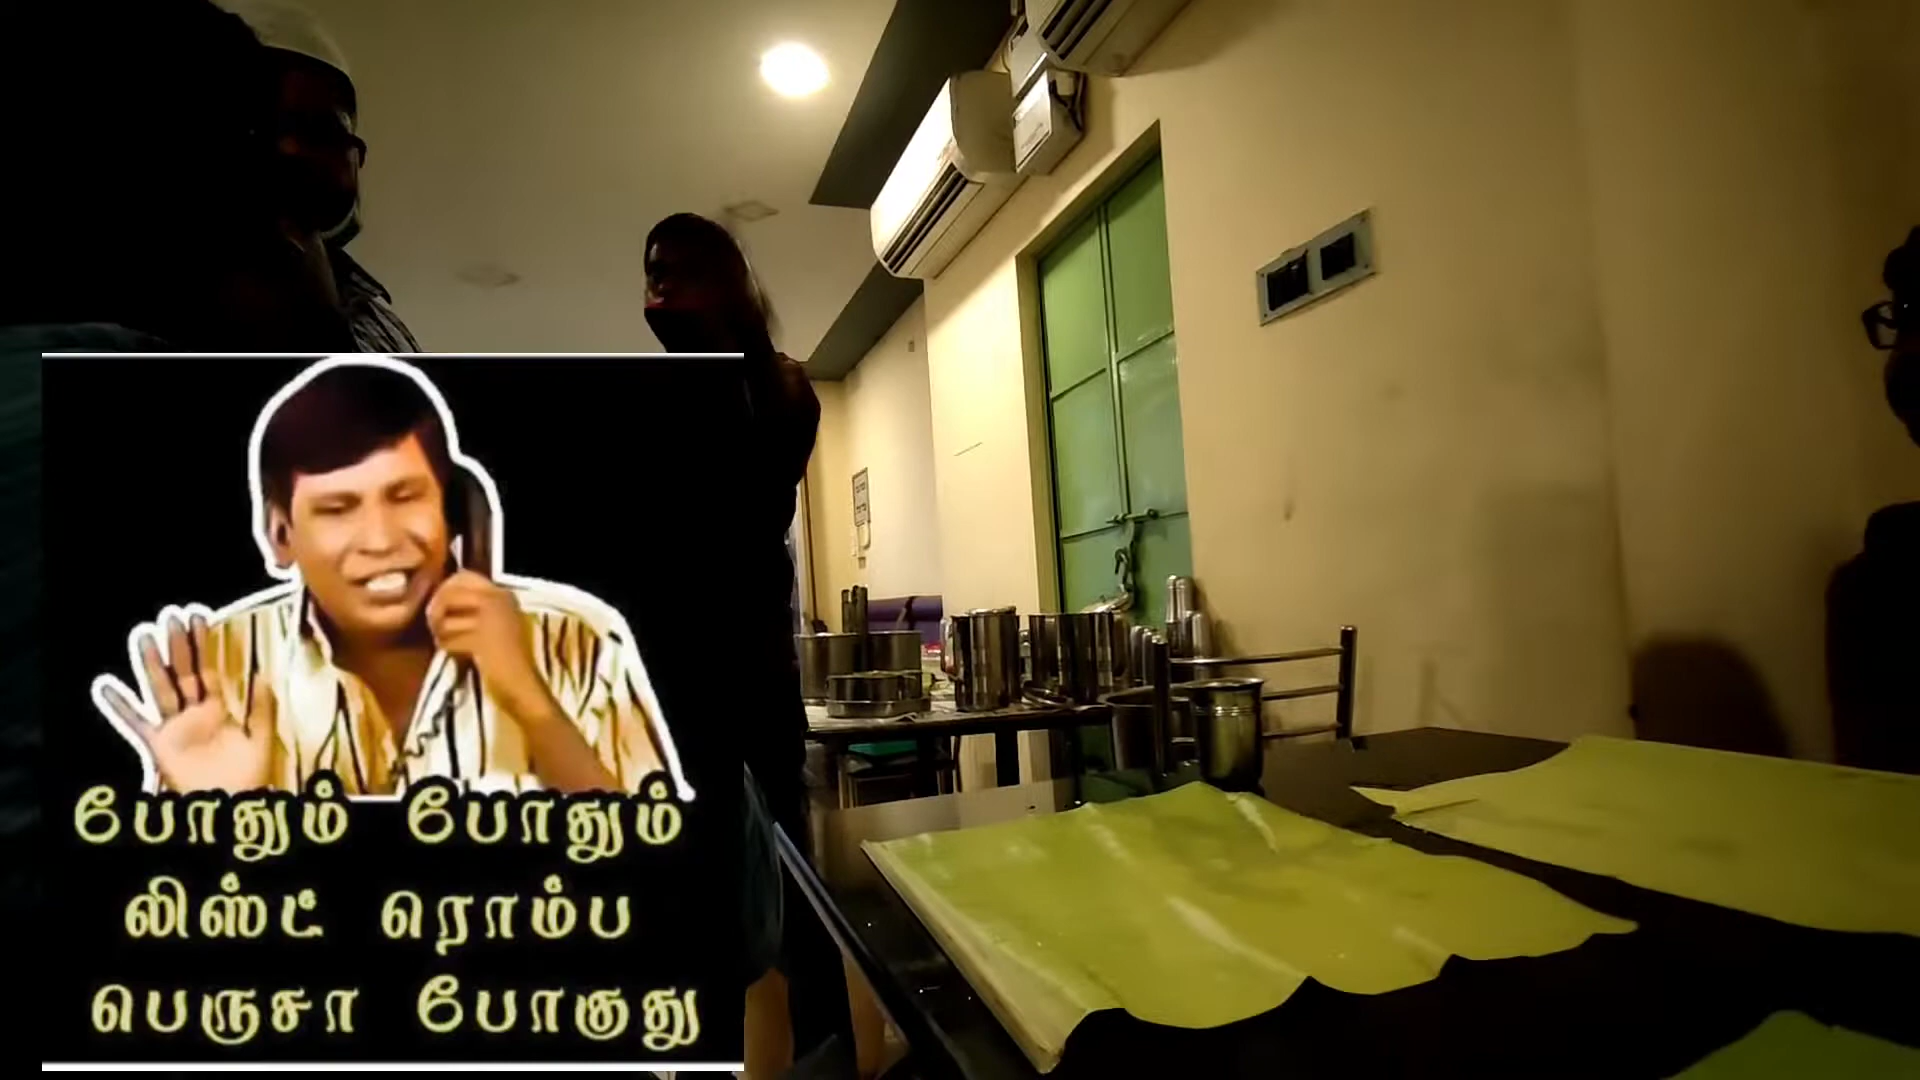 போதும் போதும்
லிஸ்ட் ரொம்ப
பெருசா போகுது